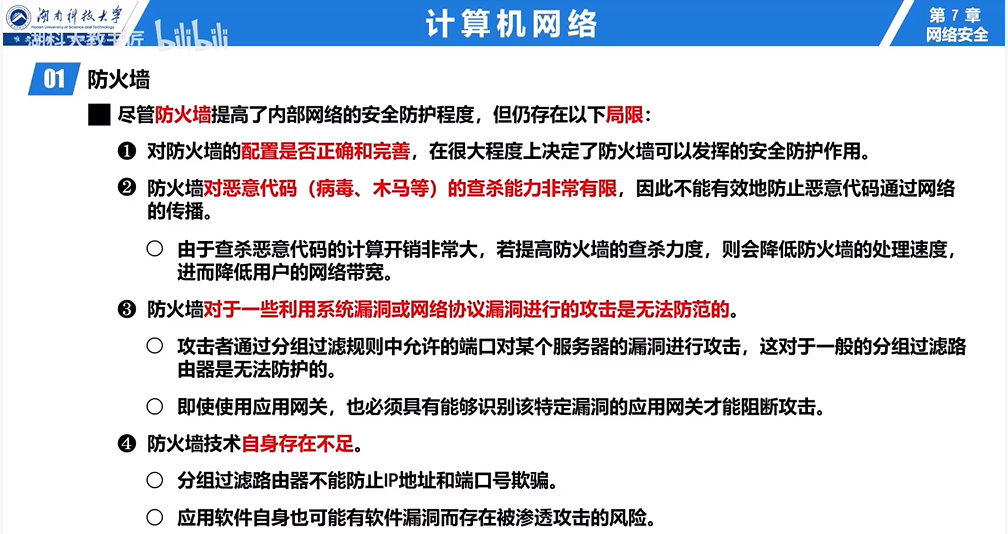 湖南科技大学
Hunan University of Science and Technology
湖科大教书匠 bilibili
计算机网络
第 7 章
网络安全
01 防火墙
尽管防火墙提高了内部网络的安全防护程度，但仍存在以下局限：
❶ 对防火墙的配置是否正确和完善，在很大程度上决定了防火墙可以发挥的安全防护作用。
❷ 防火墙对恶意代码（病毒、木马等）的查杀能力非常有限，因此不能有效地防止恶意代码通过网络
的传播。
由于查杀恶意代码的计算开销非常大，若提高防火墙的查杀力度，则会降低防火墙的处理速度，
进而降低用户的网络带宽。
❸ 防火墙对于一些利用系统漏洞或网络协议漏洞进行的攻击是无法防范的。
攻击者通过分组过滤规则中允许的端口对某个服务器的漏洞进行攻击，这对于一般的分组过滤路
由器是无法防护的。
即使使用应用网关，也必须具有能够识别该特定漏洞的应用网关才能阻断攻击。
❹ 防火墙技术自身存在不足。
分组过滤路由器不能防止IP地址和端口号欺骗。
应用软件自身也可能有软件漏洞而存在被渗透攻击的风险。